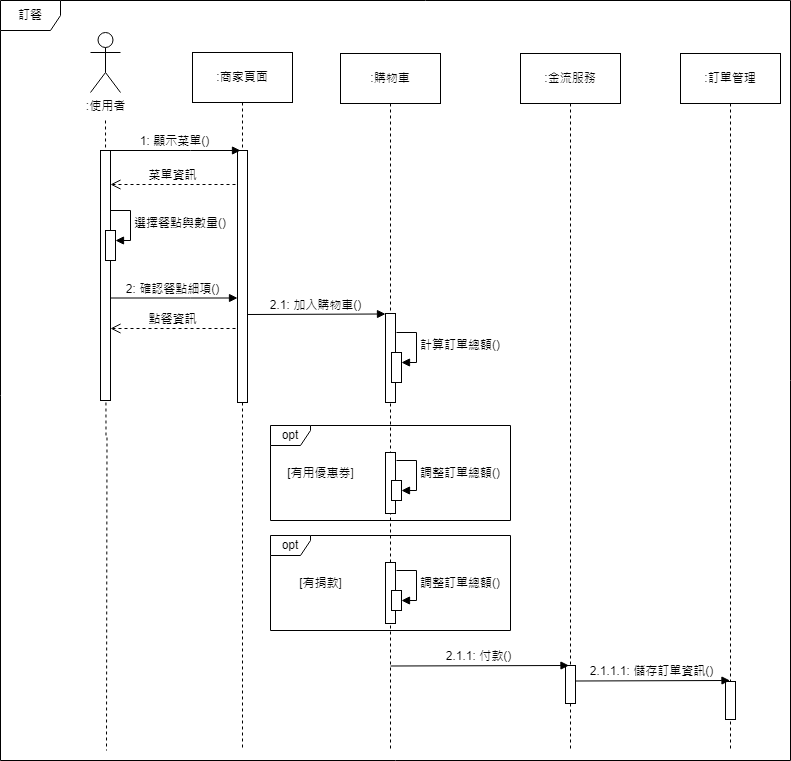 訂餐
:使用者
:商家頁面
:購物車
:金流服務
:訂單管理
1: 顯示菜單()
菜單資訊
選擇餐點與數量()
2: 確認餐點細項()
2.1: 加入購物車()
點餐資訊
計算訂單總額()
opt
[有用優惠券]
調整訂單總額()
opt
[有捐款]
調整訂單總額()
2.1.1: 付款()
2.1.1.1: 儲存訂單資訊()